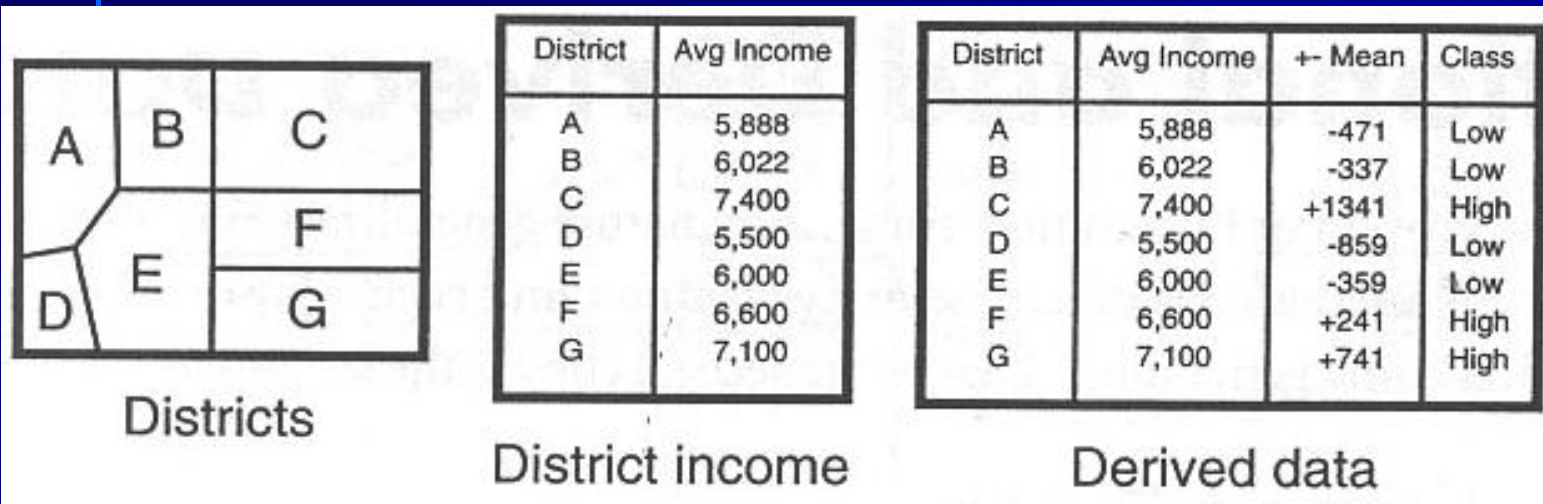 A B C
D E F
G
Districts
District Avg Income
A 5,888
B 6,022
C 7,400
D 5,500
E 6,000
F 6,600
G 7,100
District income
District Avg Income +- Mean Class
A 5,888 -471 Low
B 6,022 -337 Low
C 7,400 +1341 High
D 5,500 -859 Low
E 6,000 -359 Low
F 6,600 +241 High
G 7,100 +741 High
Derived data